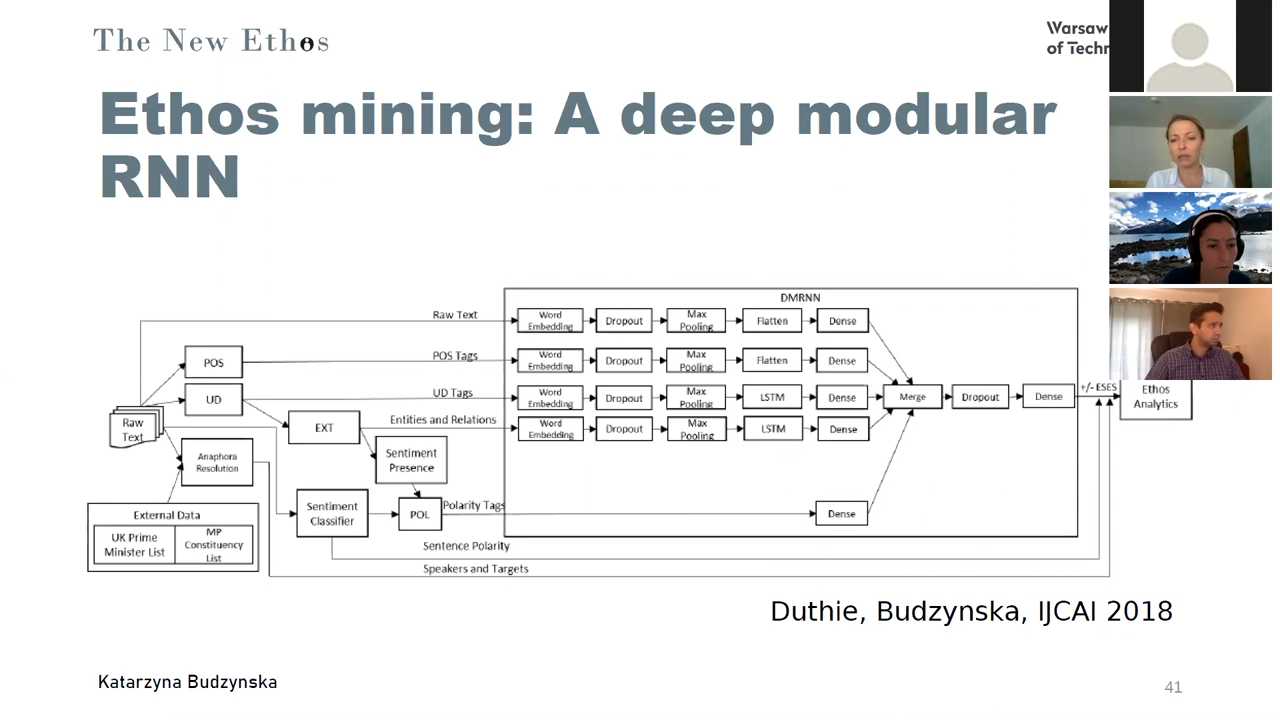 The New Ethos
Warsaw
of Techn
Ethos mining: A deep modular
RNN
DMRNN
Raw Text
Word
Embedding
Dropout
Max
Pooling
Flatten
Dense
POS
POS Tags
Word
Embedding
Dropout
Max
Pooling
Flatten
Dense
UD
UD Tags
Word
Embedding
Dropout
Max
Pooling
LSTM
Dense
Merge
Dropout
Dense
+/- ESES
Ethos
Analytics
Raw
Text
EXT
Entities and Relations
Word
Embedding
Dropout
Max
Pooling
LSTM
Dense
Anaphora
Resolution
Sentiment
Presence
Sentiment
Classifier
POL
Polarity Tags
Dense
External Data
UK Prime
Minister List
MP
Constituency
List
Sentence Polarity
Speakers and Targets
Duthie, Budzynska, IJCAI 2018
Katarzyna Budzynska
41